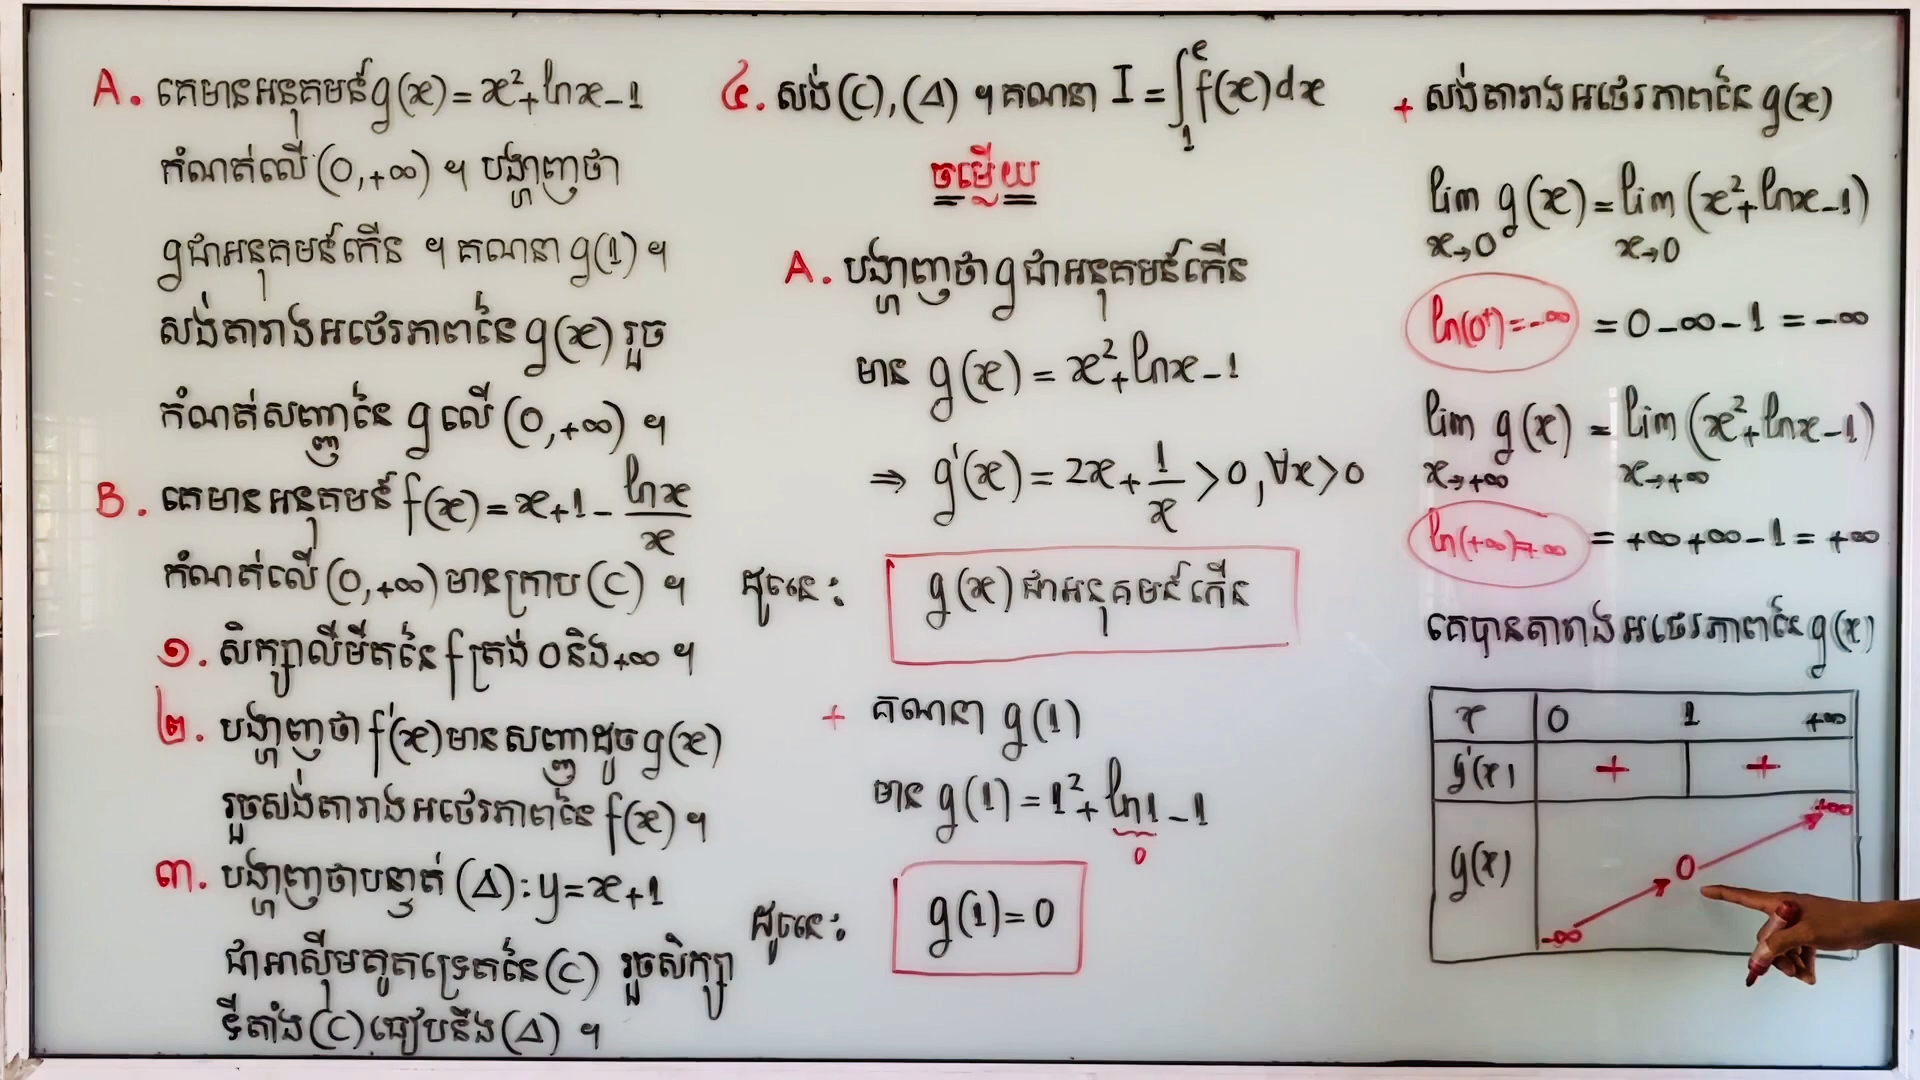 A. គេមានអនុគមន៍ g(x) = x² + lnx - 1
កំណត់លើ (0, +∞) ។ បង្ហាញថា
g ជាអនុគមន៍កើន ។ គណនា g(1) ។
សង់តារាងអថេរភាពនៃ g(x) រួច
កំណត់សញ្ញានៃ g លើ (0, +∞) ។
B. គេមានអនុគមន៍ f(x) = x + 1 - lnx/x
កំណត់លើ (0, +∞) មានក្រាប (C) ។
១. សិក្សាលីមីតនៃ f ត្រង់ 0 និង +∞ ។
២. បង្ហាញថា f'(x) មានសញ្ញាដូច g(x)
រួចសង់តារាងអថេរភាពនៃ f(x) ។
៣. បង្ហាញថាបន្ទាត់ (Δ) : y = x + 1
ជាអាស៊ីមតូតទ្រេតនៃ (C) រួចសិក្សា
ទីតាំង (C) ធៀបនឹង (Δ) ។
៤. សង់ (C), (Δ) ។ គណនា I = ∫₁ᵉ f(x) dx
ចម្លើយ
A. បង្ហាញថា g ជាអនុគមន៍កើន
មាន g(x) = x² + lnx - 1
⇒ g'(x) = 2x + 1/x > 0, ∀x > 0
ដូចនេះ: g(x) ជាអនុគមន៍កើន
+ គណនា g(1)
មាន g(1) = 1² + ln1 - 1
0
ដូចនេះ: g(1) = 0
+ សង់តារាងអថេរភាពនៃ g(x)
lim g(x) = lim (x² + lnx - 1)
x→0 x→0
ln(0⁺) = -∞ = 0 - ∞ - 1 = -∞
lim g(x) = lim (x² + lnx - 1)
x→+∞ x→+∞
ln(+∞) = +∞ = +∞ + ∞ - 1 = +∞
គេបានតារាងអថេរភាពនៃ g(x)
x 0 1 +∞
g'(x) + +
+∞
g(x) 0
-∞